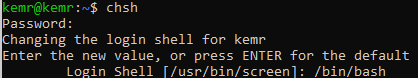 kemr@kemr:~$ chsh
Password:
Changing the login shell for kemr
Enter the new value, or press ENTER for the default
        Login Shell [/usr/bin/screen]: /bin/bash